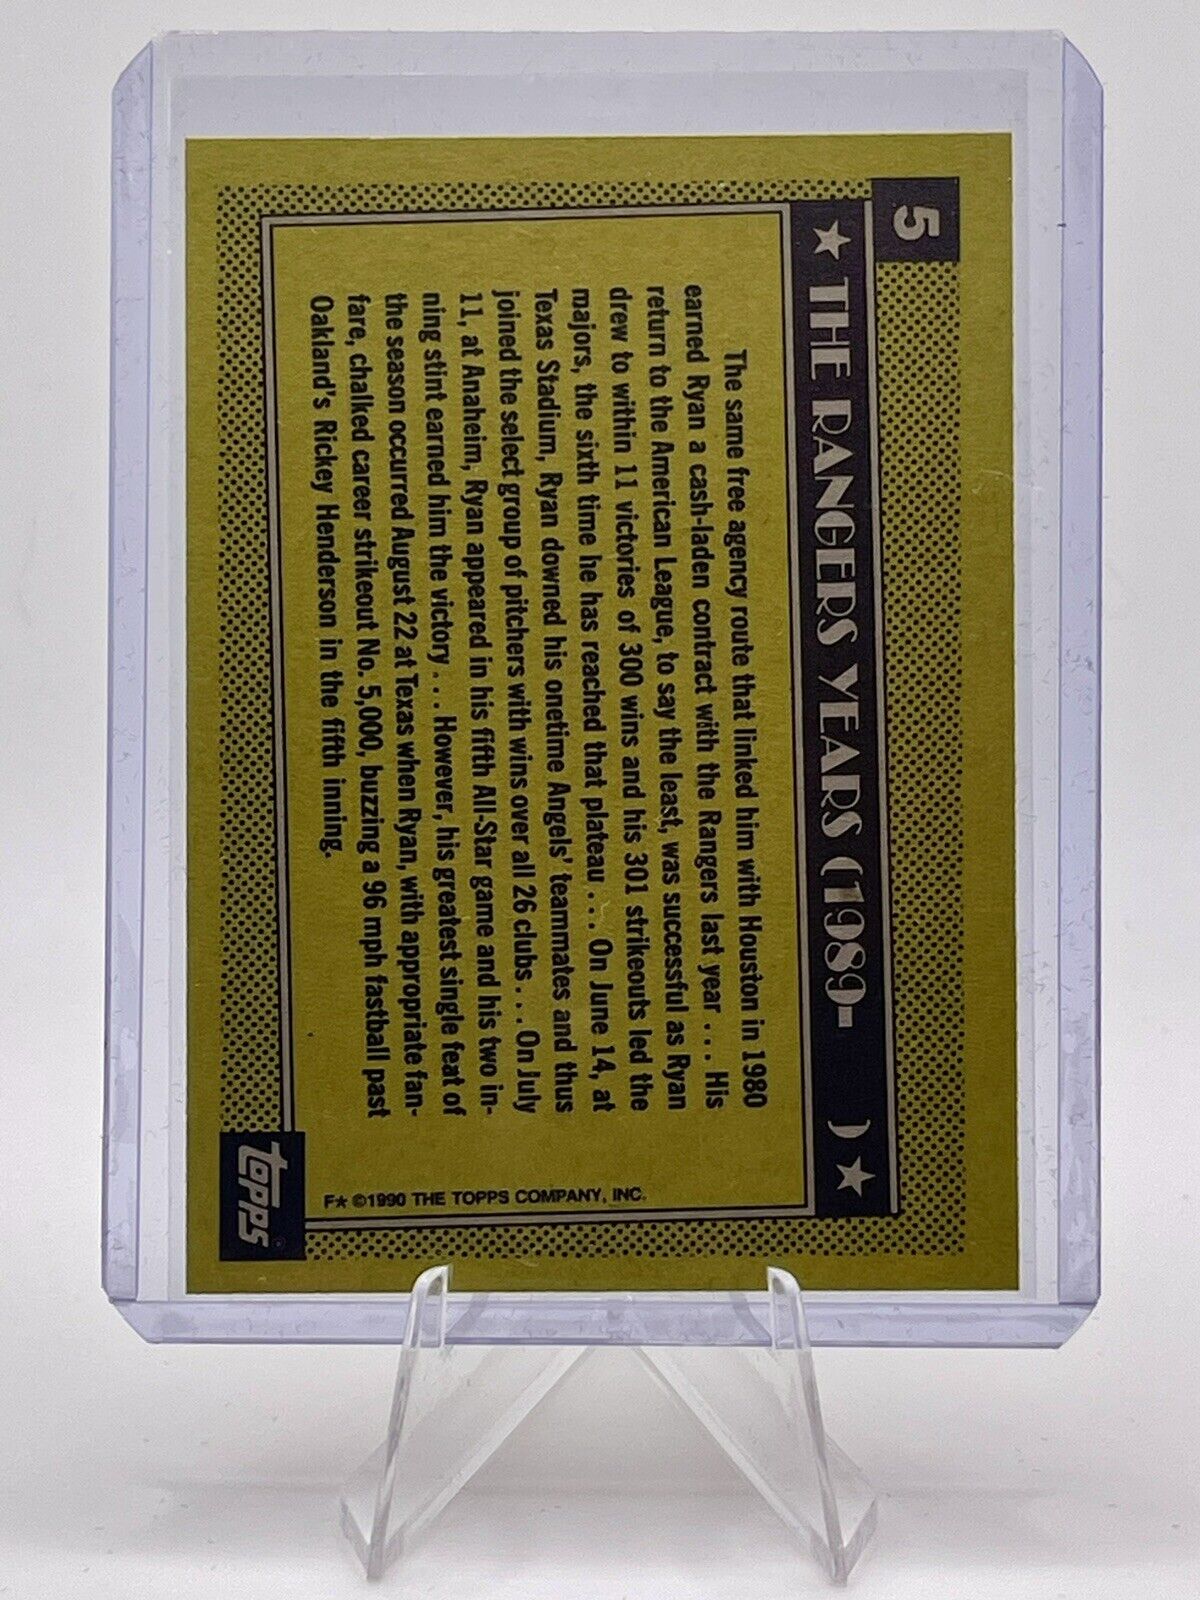 5
★ THE RANGERS YEARS (1989- ) ★
The same free agency route that linked him with Houston in 1980
earned Ryan a cash-laden contract with the Rangers last year . . . His
return to the American League, to say the least, was successful as Ryan
drew to within 11 victories of 300 wins and his 301 strikeouts led the
majors, the sixth time he has reached that plateau . . . On June 14, at
Texas Stadium, Ryan downed his onetime Angels' teammates and thus
joined the select group of pitchers with wins over all 26 clubs . . . On July
11, at Anaheim, Ryan appeared in his fifth All-Star game and his two in-
ning stint earned him the victory . . . However, his greatest single feat of
the season occurred August 22 at Texas when Ryan, with appropriate fan-
fare, chalked career strikeout No. 5,000, buzzing a 96 mph fastball past
Oakland's Rickey Henderson in the fifth inning.
F★ ©1990 THE TOPPS COMPANY, INC.
topps®